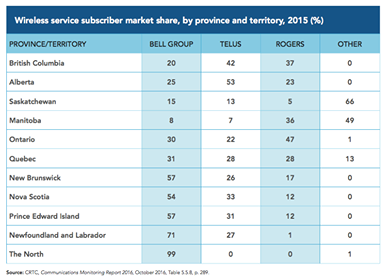 Wireless service subscriber market share, by province and territory, 2015 (%)
PROVINCE/TERRITORY BELL GROUP TELUS ROGERS OTHER
British Columbia 20 42 37 0
Alberta 25 53 23 0
Saskatchewan 15 13 5 66
Manitoba 8 7 36 49
Ontario 30 22 47 1
Quebec 31 28 28 13
New Brunswick 57 26 17 0
Nova Scotia 54 33 12 0
Prince Edward Island 57 31 12 0
Newfoundland and Labrador 71 27 1 0
The North 99 0 0 1
Source: CRTC, Communications Monitoring Report 2016, October 2016, Table 5.5.8, p. 289.